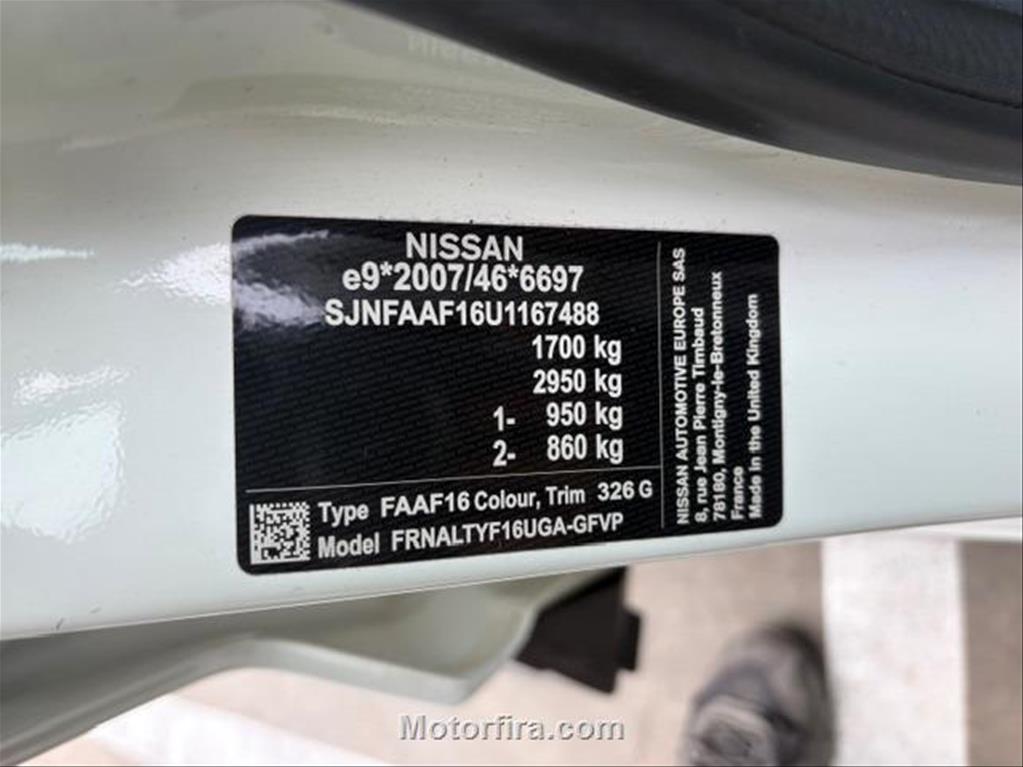 NISSAN
e9*2007/46*6697
SJNFAAF16U1167488
1700 kg
2950 kg
1- 950 kg
2- 860 kg
Type FAAF16 Colour, Trim 326 G
Model FRNALTYF16UGA-GFVP
NISSAN AUTOMOTIVE EUROPE SAS
8, rue Jean Pierre Timbaud
78180, Montigny-le-Bretonneux
France
Made in the United Kingdom
Motorfira.com